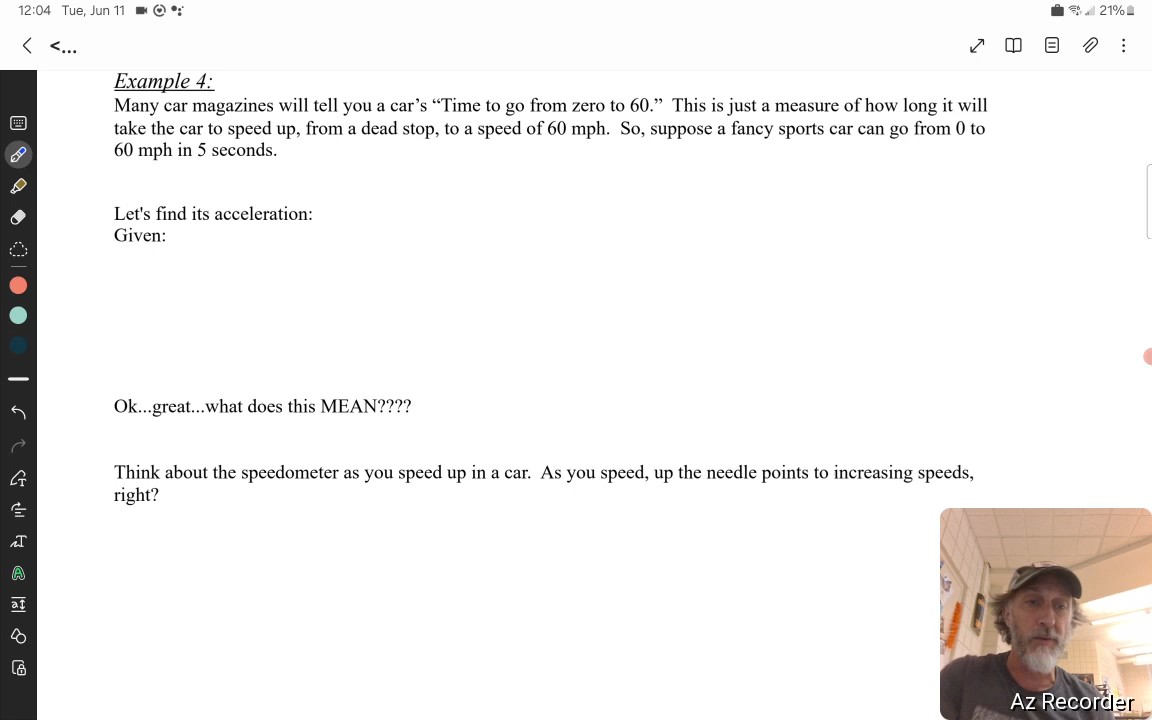 12:04 Tue, Jun 11
21%
<...
Example 4:
Many car magazines will tell you a car’s “Time to go from zero to 60.”  This is just a measure of how long it will
take the car to speed up, from a dead stop, to a speed of 60 mph.  So, suppose a fancy sports car can go from 0 to
60 mph in 5 seconds.
Let's find its acceleration:
Given:
Ok...great...what does this MEAN????
Think about the speedometer as you speed up in a car.  As you speed, up the needle points to increasing speeds,
right?
Az Recorder